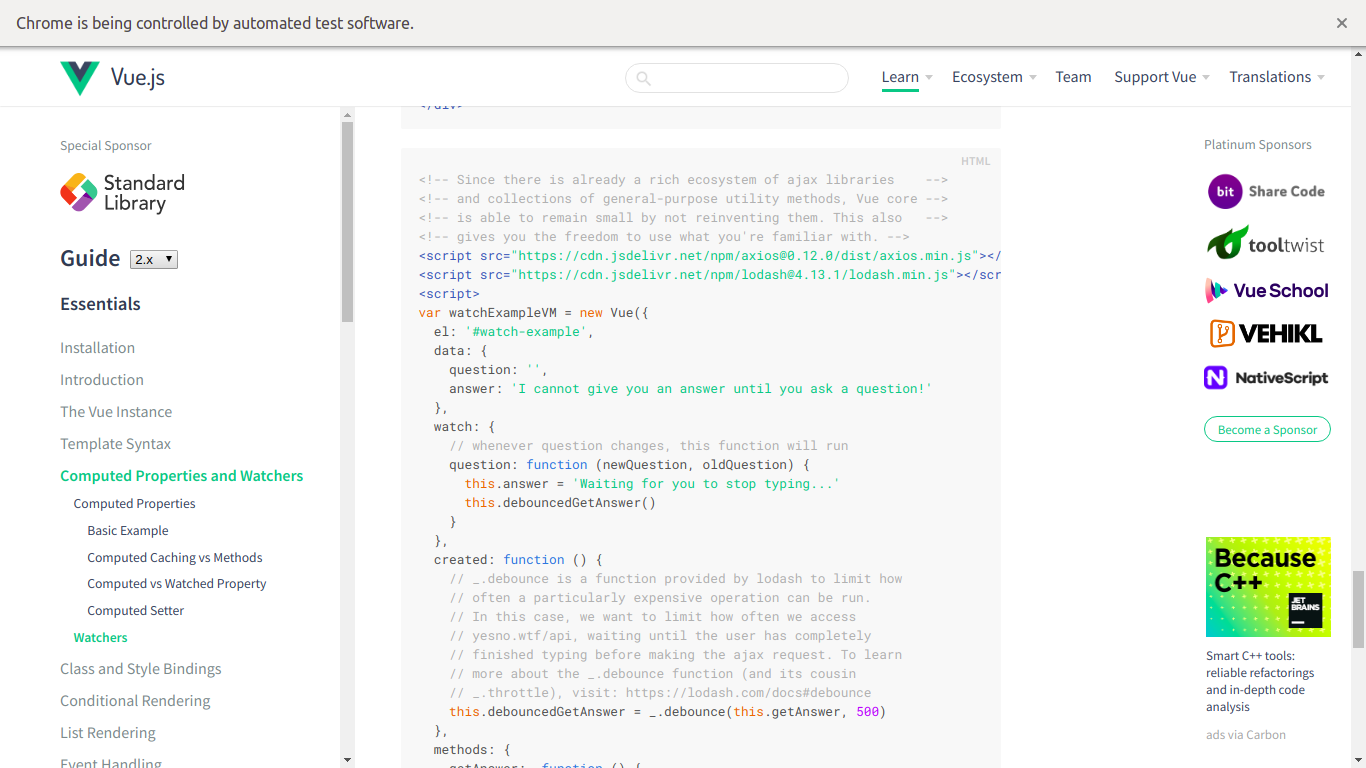 Chrome is being controlled by automated test software.
Vue.js
Learn
Ecosystem
Team
Support Vue
Translations
Special Sponsor
Standard
Library
Guide 2.x
Essentials
Installation
Introduction
The Vue Instance
Template Syntax
Computed Properties and Watchers
Computed Properties
Basic Example
Computed Caching vs Methods
Computed vs Watched Property
Computed Setter
Watchers
Class and Style Bindings
Conditional Rendering
List Rendering
Event Handling
</div>
HTML
<!-- Since there is already a rich ecosystem of ajax libraries    -->
<!-- and collections of general-purpose utility methods, Vue core -->
<!-- is able to remain small by not reinventing them. This also   -->
<!-- gives you the freedom to use what you're familiar with. -->
<script src="https://cdn.jsdelivr.net/npm/axios@0.12.0/dist/axios.min.js"></
<script src="https://cdn.jsdelivr.net/npm/lodash@4.13.1/lodash.min.js"></scr
<script>
var watchExampleVM = new Vue({
  el: '#watch-example',
  data: {
    question: '',
    answer: 'I cannot give you an answer until you ask a question!'
  },
  watch: {
    // whenever question changes, this function will run
    question: function (newQuestion, oldQuestion) {
      this.answer = 'Waiting for you to stop typing...'
      this.debouncedGetAnswer()
    }
  },
  created: function () {
    // _.debounce is a function provided by lodash to limit how
    // often a particularly expensive operation can be run.
    // In this case, we want to limit how often we access
    // yesno.wtf/api, waiting until the user has completely
    // finished typing before making the ajax request. To learn
    // more about the _.debounce function (and its cousin
    // _.throttle), visit: https://lodash.com/docs#debounce
    this.debouncedGetAnswer = _.debounce(this.getAnswer, 500)
  },
  methods: {
    getAnswer: function () {
Platinum Sponsors
bit Share Code
tooltwist
Vue School
VEHIKL
NativeScript
Become a Sponsor
Because
C++
JET
BRAINS
Smart C++ tools:
reliable refactorings
and in-depth code
analysis
ads via Carbon